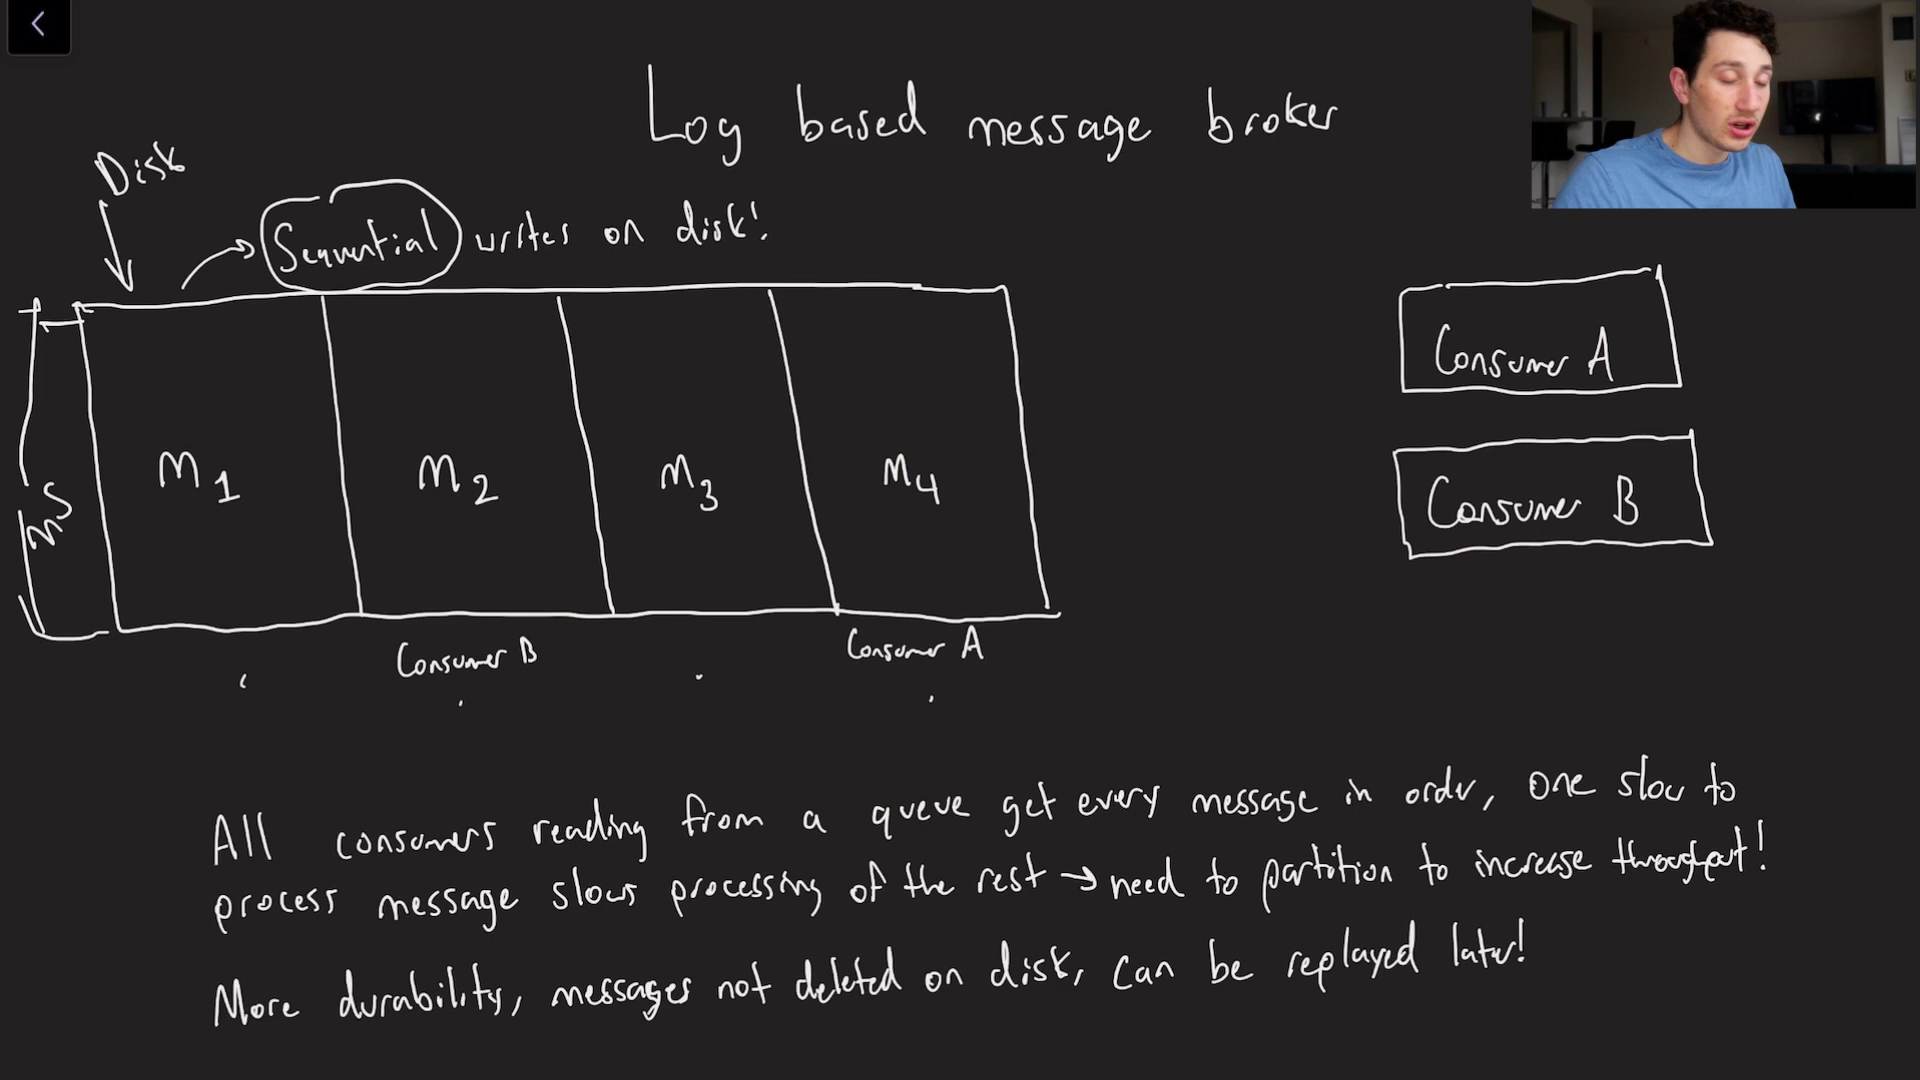 Log based message broker
Disk
Sequential writes on disk!
M1 M2 M3 M4
M5
Consumer A
Consumer B
Consumer B Consumer A
All consumers reading from a queue get every message in order, one slow to
process message slows processing of the rest → need to partition to increase throughput!
More durability, messages not deleted on disk, can be replayed later!